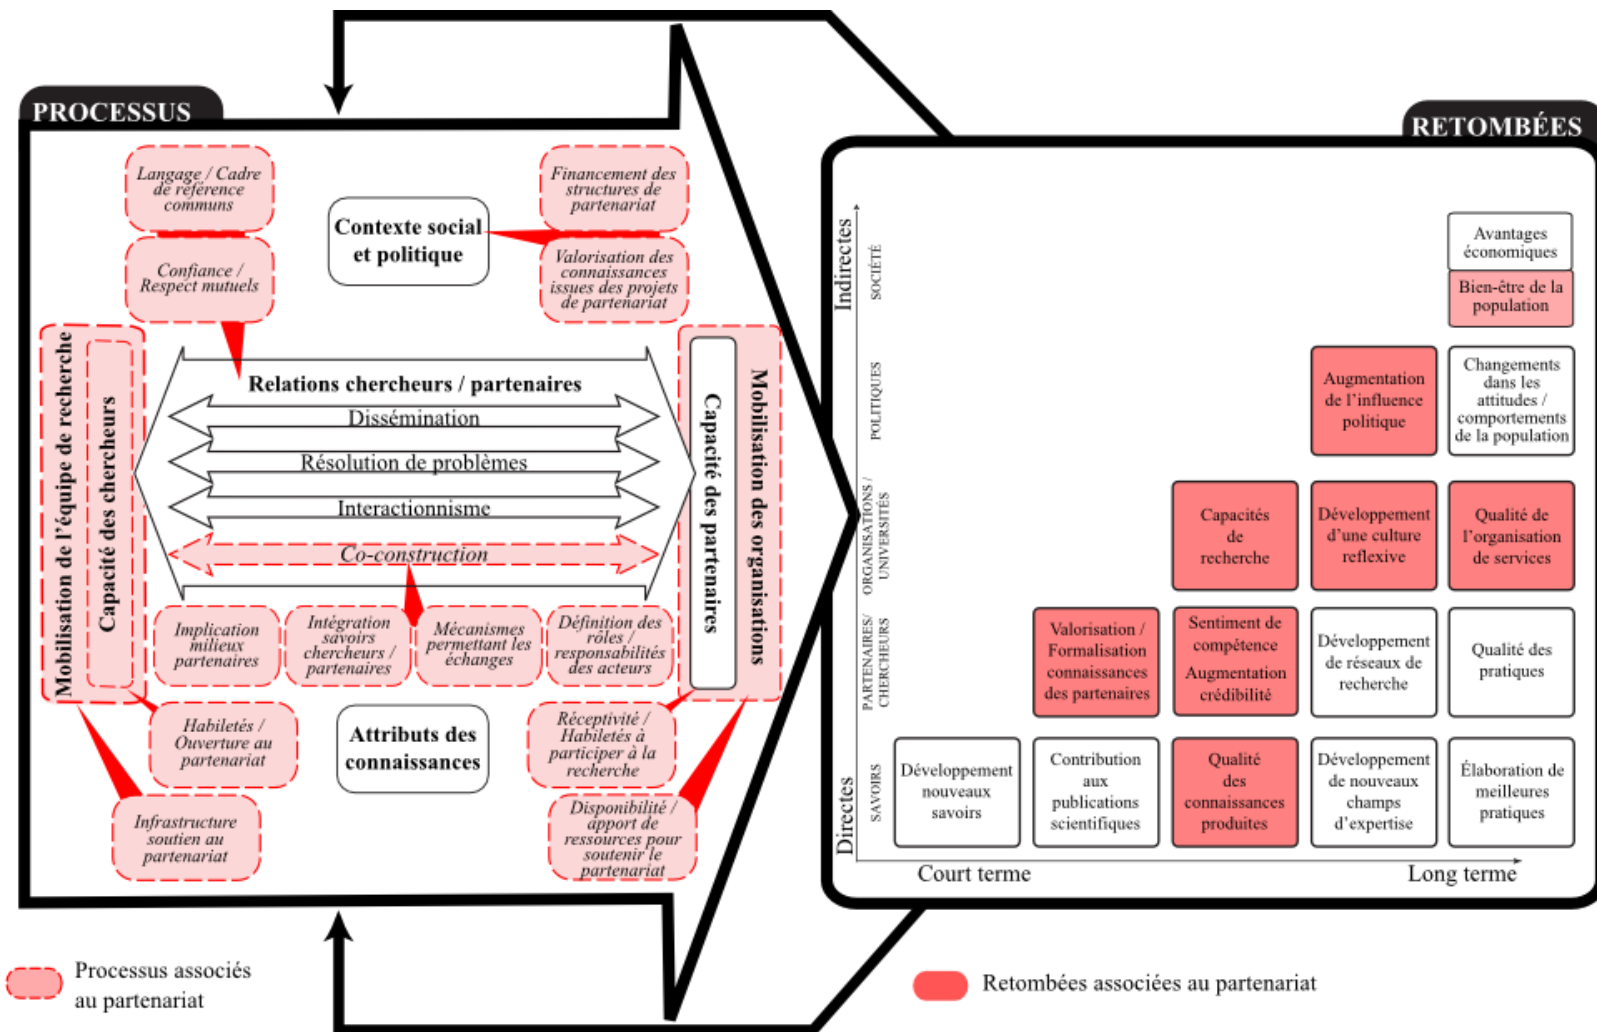 PROCESSUS
Langage / Cadre
de référence
communs
Confiance /
Respect mutuels
Contexte social
et politique
Financement des
structures de
partenariat
Valorisation des
connaissances
issues des projets
de partenariat
Mobilisation de l'équipe de recherche
Capacité des chercheurs
Relations chercheurs / partenaires
Dissémination
Résolution de problèmes
Interactionnisme
Co-construction
Capacité des partenaires
Mobilisation des organisations
Implication
milieux
partenaires
Intégration
savoirs
chercheurs /
partenaires
Mécanismes
permettant les
échanges
Définition des
rôles /
responsabilités
des acteurs
Habiletés /
Ouverture au
partenariat
Attributs des
connaissances
Réceptivité /
Habiletés à
participer à la
recherche
Infrastructure
soutien au
partenariat
Disponibilité /
apport de
ressources pour
soutenir le
partenariat
Processus associés
au partenariat
RETOMBÉES
Indirectes
SOCIÉTÉ
Avantages
économiques
Bien-être de la
population
POLITIQUES
Augmentation
de l'influence
politique
Changements
dans les
attitudes /
comportements
de la population
ORGANISATIONS /
UNIVERSITÉS
Capacités
de
recherche
Développement
d'une culture
reflexive
Qualité de
l'organisation
de services
PARTENAIRES/
CHERCHEURS
Valorisation /
Formalisation
connaissances
des partenaires
Sentiment de
compétence
Augmentation
crédibilité
Développement
de réseaux de
recherche
Qualité des
pratiques
Directes
SAVOIRS
Développement
nouveaux
savoirs
Contribution
aux
publications
scientifiques
Qualité
des
connaissances
produites
Développement
de nouveaux
champs
d'expertise
Élaboration de
meilleures
pratiques
Court terme
Long terme
Retombées associées au partenariat